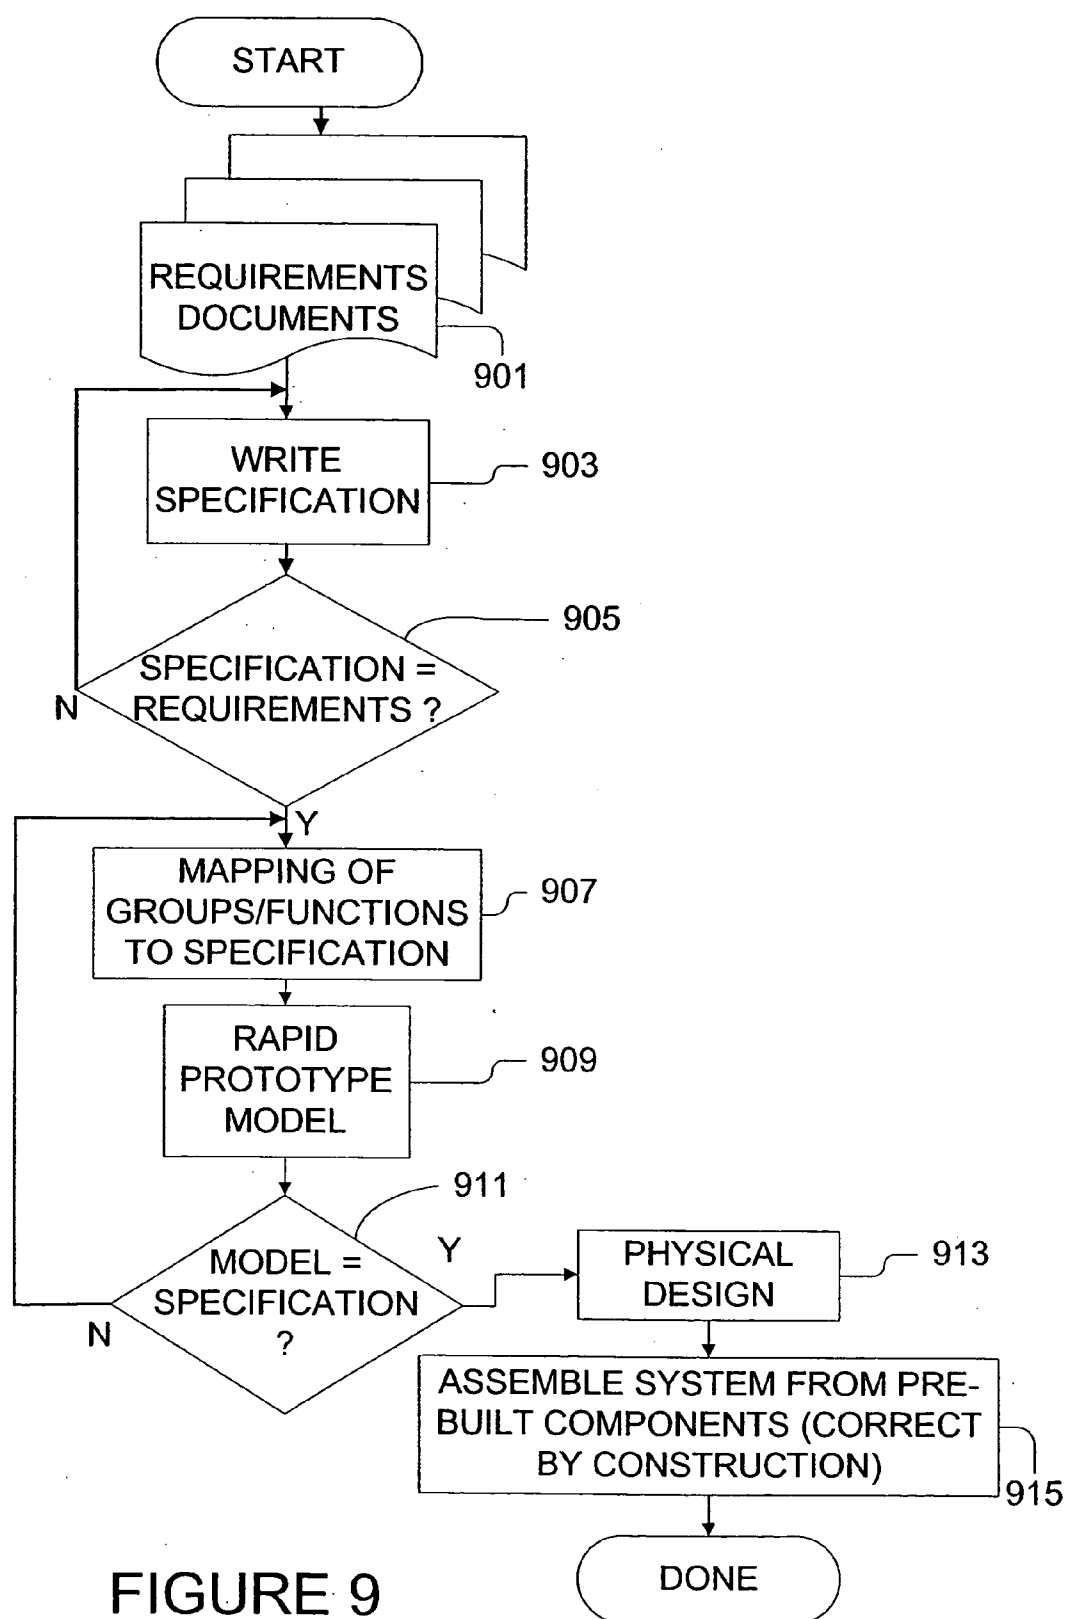 START
REQUIREMENTS
DOCUMENTS
901
WRITE
SPECIFICATION
903
905
SPECIFICATION =
REQUIREMENTS ?
N
Y
MAPPING OF
GROUPS/FUNCTIONS
TO SPECIFICATION
907
RAPID
PROTOTYPE
MODEL
909
911
MODEL =
SPECIFICATION
?
N
Y
PHYSICAL
DESIGN
913
ASSEMBLE SYSTEM FROM PRE-
BUILT COMPONENTS (CORRECT
BY CONSTRUCTION)
915
DONE
FIGURE 9